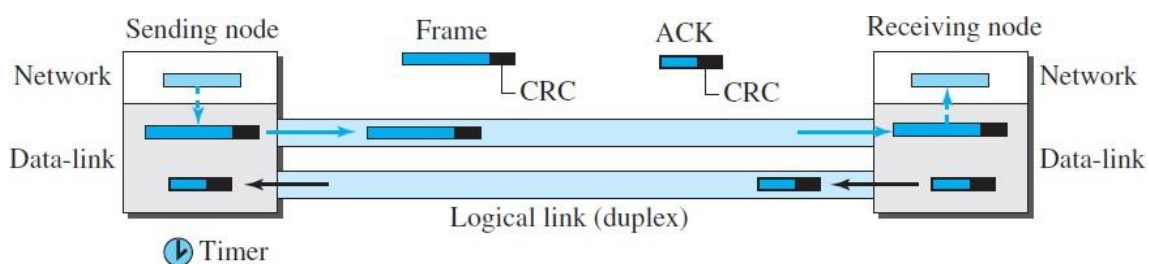 Sending node
Frame
ACK
Receiving node
Network
CRC
CRC
Network
Data-link
Data-link
Logical link (duplex)
Timer